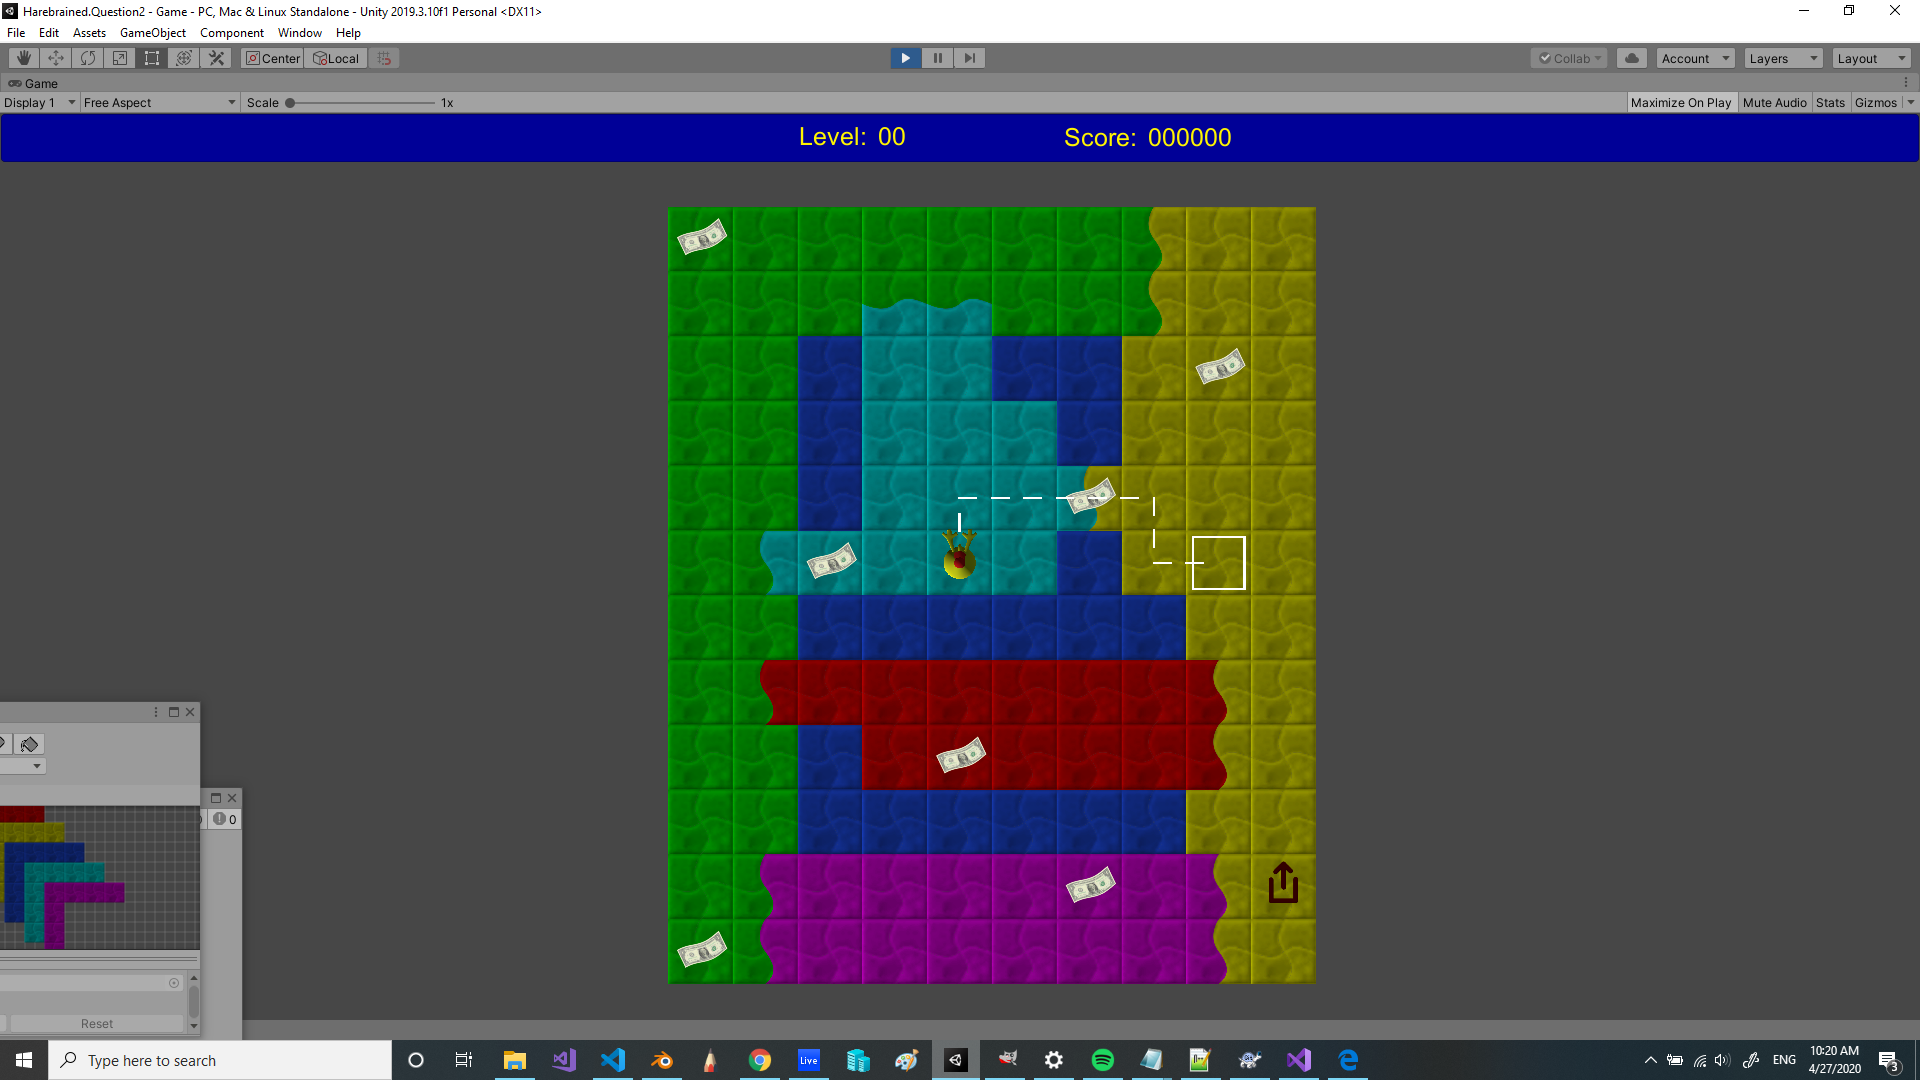 Harebrained.Question2 - Game - PC, Mac & Linux Standalone - Unity 2019.3.10f1 Personal <DX11>
File Edit Assets GameObject Component Window Help
Center Local Collab Account Layers Layout
Game
Display 1 Free Aspect Scale 1x Maximize On Play Mute Audio Stats Gizmos
Level: 00 Score: 000000
0
Reset
Type here to search
Live
ENG
10:20 AM
4/27/2020
3